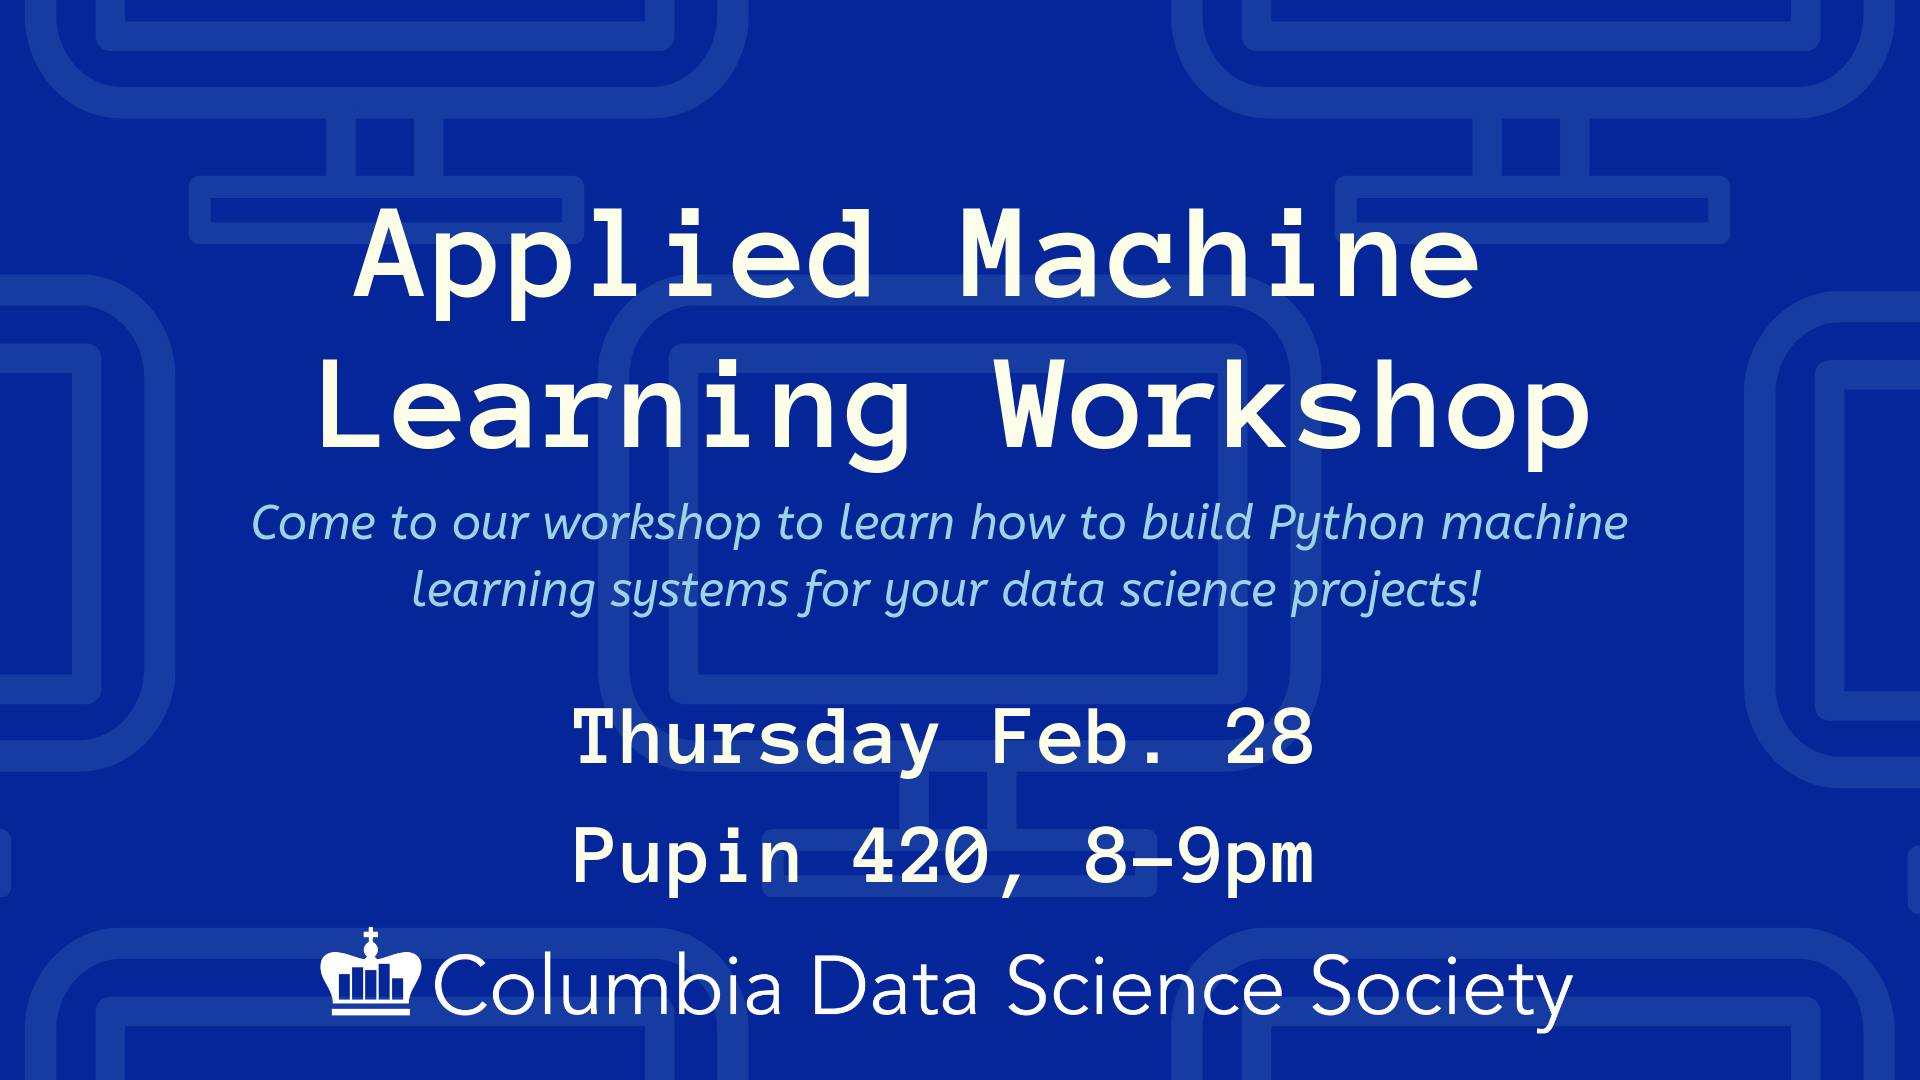 Applied Machine
Learning Workshop
Come to our workshop to learn how to build Python machine
learning systems for your data science projects!
Thursday Feb. 28
Pupin 420, 8–9pm
Columbia Data Science Society